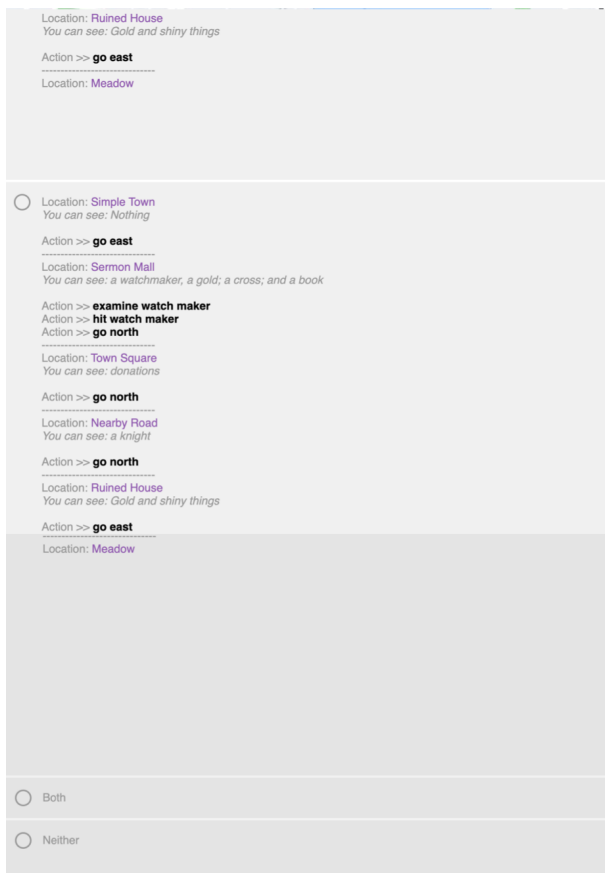 Location: Ruined House
You can see: Gold and shiny things
Action >> go east
------------------------------
Location: Meadow
Location: Simple Town
You can see: Nothing
Action >> go east
------------------------------
Location: Sermon Mall
You can see: a watchmaker, a gold; a cross; and a book
Action >> examine watch maker
Action >> hit watch maker
Action >> go north
------------------------------
Location: Town Square
You can see: donations
Action >> go north
------------------------------
Location: Nearby Road
You can see: a knight
Action >> go north
------------------------------
Location: Ruined House
You can see: Gold and shiny things
Action >> go east
------------------------------
Location: Meadow
Both
Neither